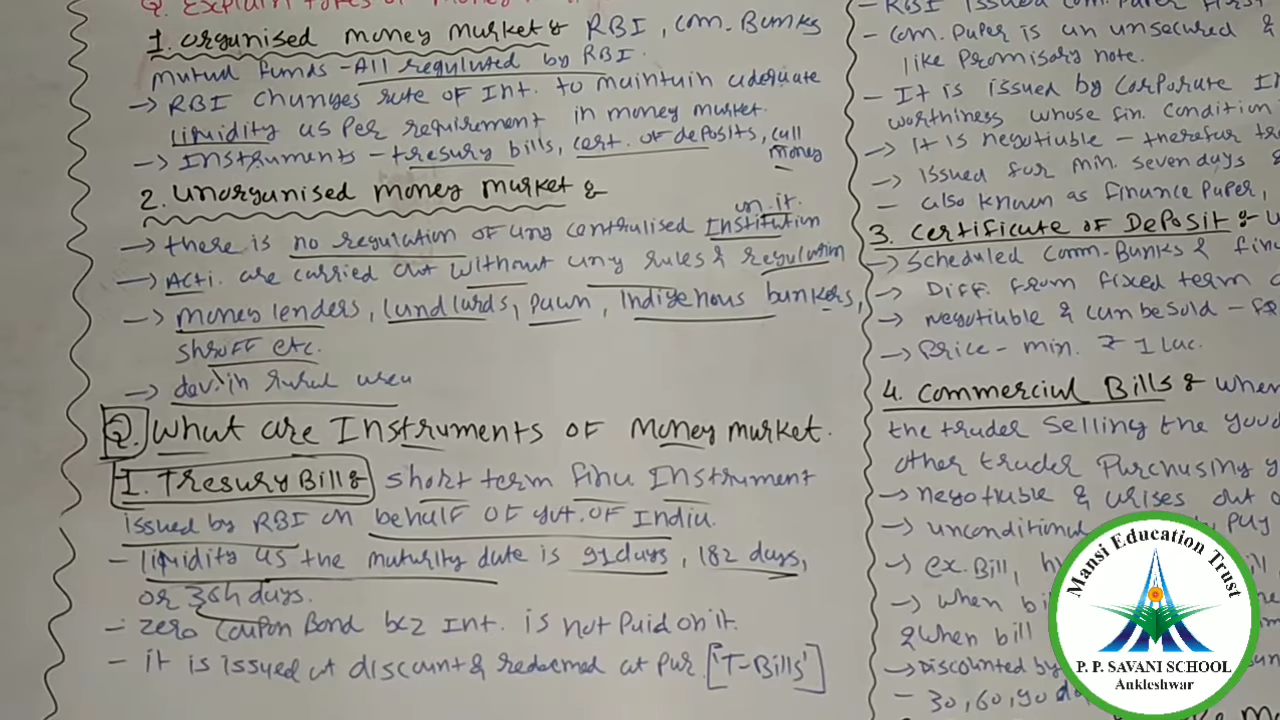 Q. Explain types of money
1. Organised money market: RBI, com. Banks
mutual funds - All regulated by RBI.
→ RBI changes rate of Int. to maintain adequate
liquidity as per requirement in money market.
→ Instruments - tresury bills, cert. of deposits, call
money
2. Unorganised money market:
on it.
→ there is no regulation of any centralised Institution
→ Acti. are carried out without any rules & regulation
→ money lenders, landlards, pawn, Indigenous bankers,
shroff etc.
→ dev. in rural area
Q. What are Instruments of Money market.
1. Tresury Bill: short term fina Instrument
issued by RBI on behalf of gvt. of India.
- liquidity as the maturity date is 91 days, 182 days,
or 364 days.
- zero coupon Bond bcz Int. is not paid on it.
- it is issued at discount & redeemed at par. ['T-Bills']
- RBI issued com. paper first
- com. paper is an unsecured &
like promisory note.
- It is issued by corporate
worthiness whose fin. condition
→ It is negotiable - therefor
→ issued for min. seven days &
- also known as finance paper,
3. Certificate of Deposit:
→ Scheduled comm. Banks &
→ Diff. from fixed term
→ negotiable & can be sold -
→ Price - min. ₹ 1 lac.
4. Commercial Bills: when
the trader selling the good
other trader purchasing
→ negotiable & arises out
→ unconditional pay
→ ex. Bill,
→ when
& when bill
→ Discounted by
- 30, 60, 90
Mansi Education Trust
P. P. SAVANI SCHOOL
Ankleshwar